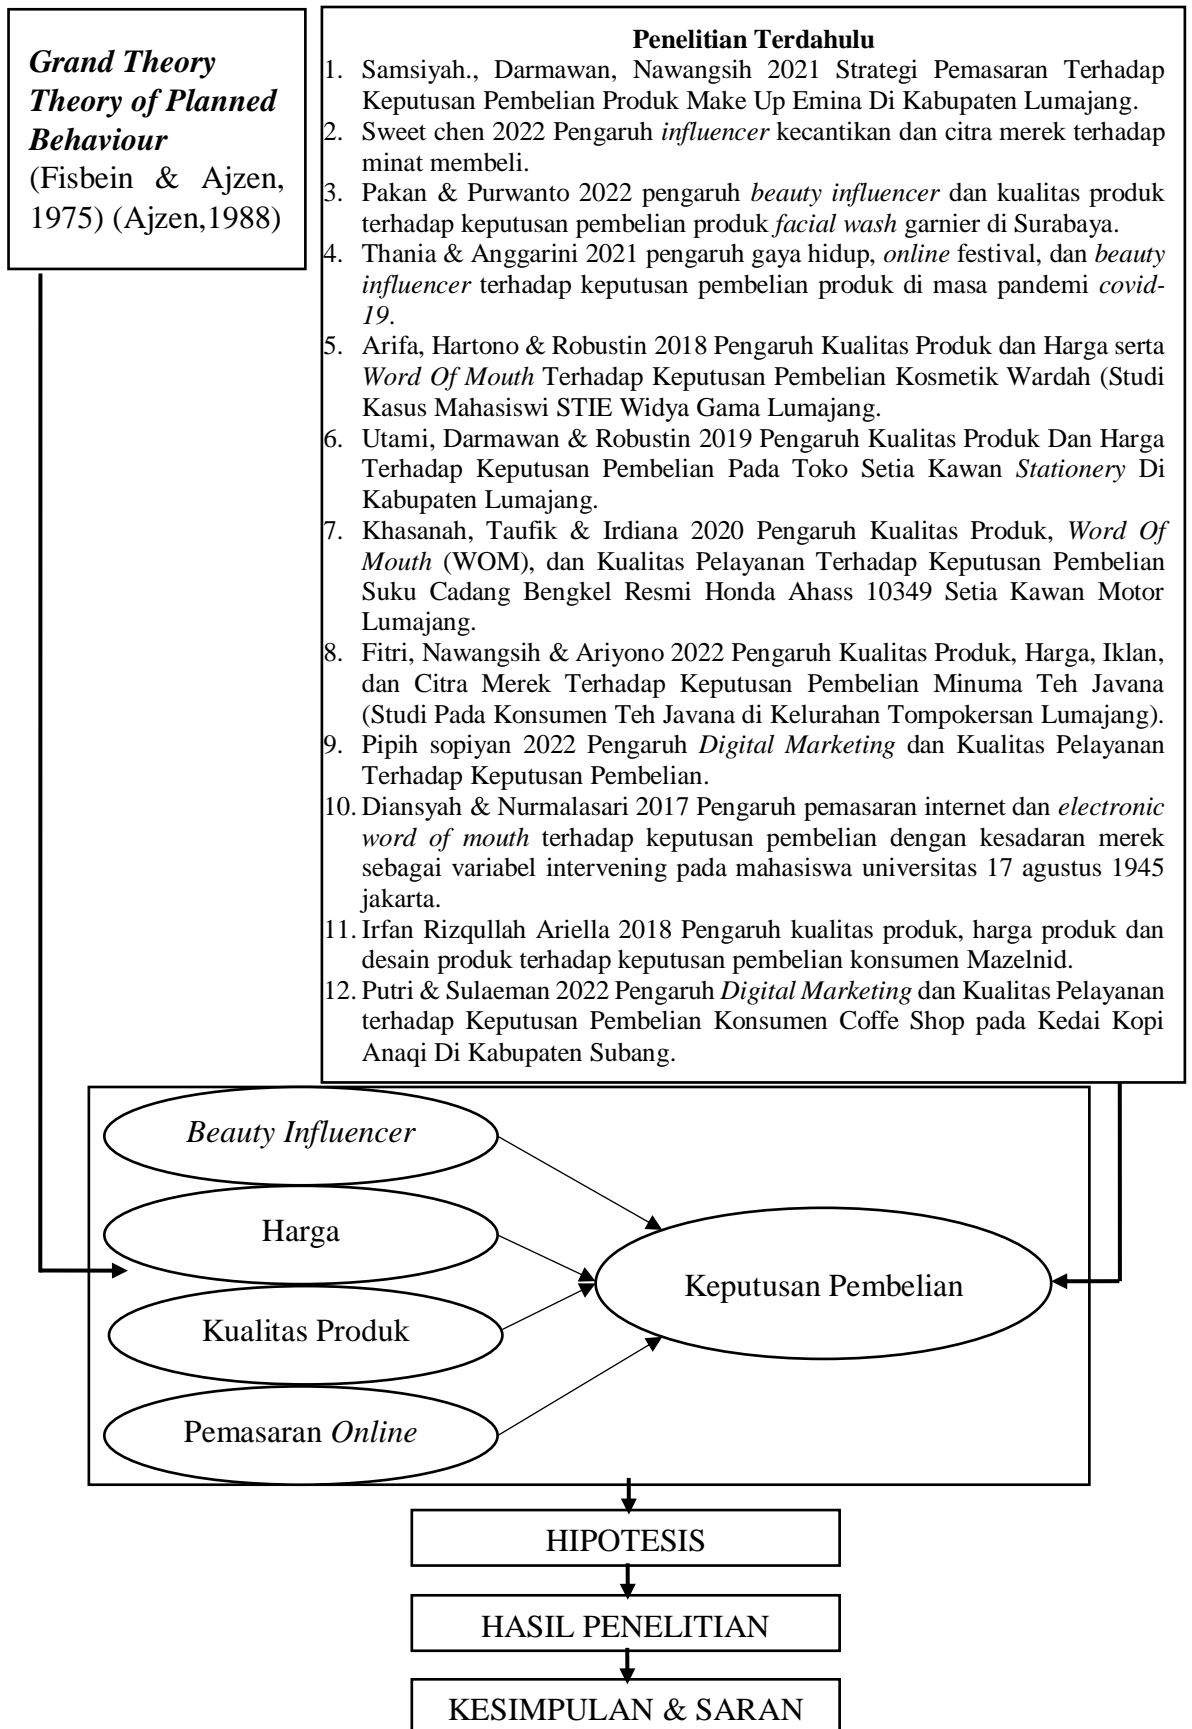 Grand Theory
Theory of Planned
Behaviour
(Fisbein & Ajzen,
1975) (Ajzen,1988)
Penelitian Terdahulu
1. Samsiyah., Darmawan, Nawangsih 2021 Strategi Pemasaran Terhadap
Keputusan Pembelian Produk Make Up Emina Di Kabupaten Lumajang.
2. Sweet chen 2022 Pengaruh influencer kecantikan dan citra merek terhadap
minat membeli.
3. Pakan & Purwanto 2022 pengaruh beauty influencer dan kualitas produk
terhadap keputusan pembelian produk facial wash garnier di Surabaya.
4. Thania & Anggarini 2021 pengaruh gaya hidup, online festival, dan beauty
influencer terhadap keputusan pembelian produk di masa pandemi covid-
19.
5. Arifa, Hartono & Robustin 2018 Pengaruh Kualitas Produk dan Harga serta
Word Of Mouth Terhadap Keputusan Pembelian Kosmetik Wardah (Studi
Kasus Mahasiswi STIE Widya Gama Lumajang.
6. Utami, Darmawan & Robustin 2019 Pengaruh Kualitas Produk Dan Harga
Terhadap Keputusan Pembelian Pada Toko Setia Kawan Stationery Di
Kabupaten Lumajang.
7. Khasanah, Taufik & Irdiana 2020 Pengaruh Kualitas Produk, Word Of
Mouth (WOM), dan Kualitas Pelayanan Terhadap Keputusan Pembelian
Suku Cadang Bengkel Resmi Honda Ahass 10349 Setia Kawan Motor
Lumajang.
8. Fitri, Nawangsih & Ariyono 2022 Pengaruh Kualitas Produk, Harga, Iklan,
dan Citra Merek Terhadap Keputusan Pembelian Minuma Teh Javana
(Studi Pada Konsumen Teh Javana di Kelurahan Tompokersan Lumajang).
9. Pipih sopiyan 2022 Pengaruh Digital Marketing dan Kualitas Pelayanan
Terhadap Keputusan Pembelian.
10. Diansyah & Nurmalasari 2017 Pengaruh pemasaran internet dan electronic
word of mouth terhadap keputusan pembelian dengan kesadaran merek
sebagai variabel intervening pada mahasiswa universitas 17 agustus 1945
jakarta.
11. Irfan Rizqullah Ariella 2018 Pengaruh kualitas produk, harga produk dan
desain produk terhadap keputusan pembelian konsumen Mazelnid.
12. Putri & Sulaeman 2022 Pengaruh Digital Marketing dan Kualitas Pelayanan
terhadap Keputusan Pembelian Konsumen Coffe Shop pada Kedai Kopi
Anaqi Di Kabupaten Subang.
Beauty Influencer
Harga
Kualitas Produk
Pemasaran Online
Keputusan Pembelian
HIPOTESIS
HASIL PENELITIAN
KESIMPULAN & SARAN